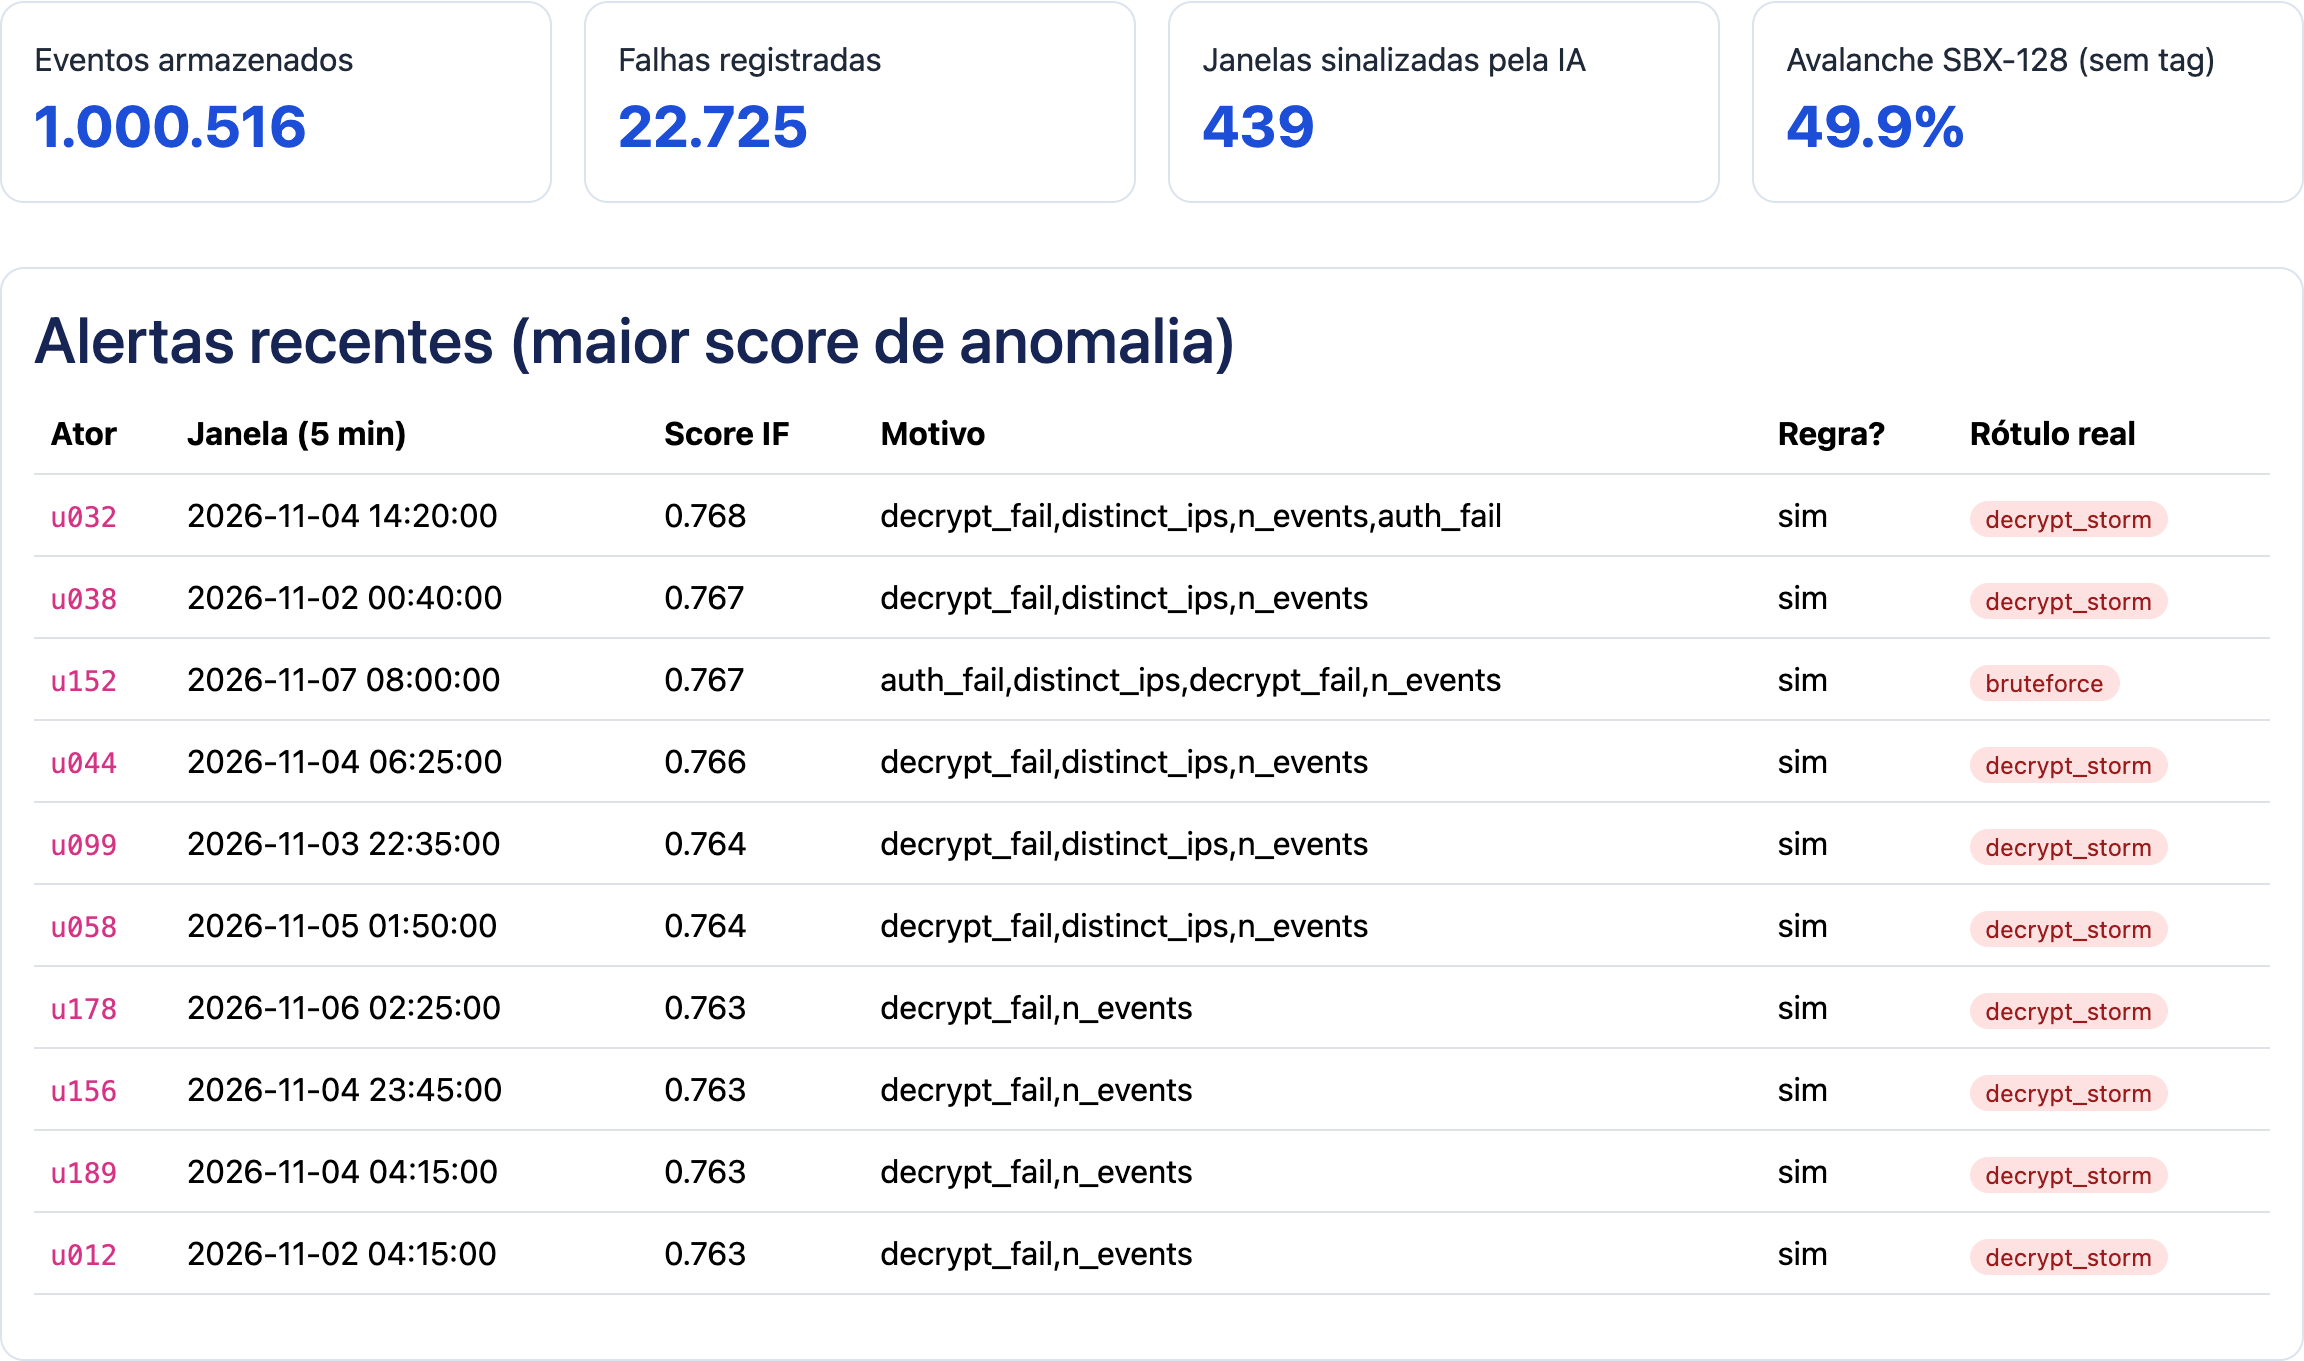 Eventos armazenados
1.000.516
Falhas registradas
22.725
Janelas sinalizadas pela IA
439
Avalanche SBX-128 (sem tag)
49.9%
Alertas recentes (maior score de anomalia)
Ator Janela (5 min) Score IF Motivo Regra? Rótulo real
u032 2026-11-04 14:20:00 0.768 decrypt_fail,distinct_ips,n_events,auth_fail sim decrypt_storm
u038 2026-11-02 00:40:00 0.767 decrypt_fail,distinct_ips,n_events sim decrypt_storm
u152 2026-11-07 08:00:00 0.767 auth_fail,distinct_ips,decrypt_fail,n_events sim bruteforce
u044 2026-11-04 06:25:00 0.766 decrypt_fail,distinct_ips,n_events sim decrypt_storm
u099 2026-11-03 22:35:00 0.764 decrypt_fail,distinct_ips,n_events sim decrypt_storm
u058 2026-11-05 01:50:00 0.764 decrypt_fail,distinct_ips,n_events sim decrypt_storm
u178 2026-11-06 02:25:00 0.763 decrypt_fail,n_events sim decrypt_storm
u156 2026-11-04 23:45:00 0.763 decrypt_fail,n_events sim decrypt_storm
u189 2026-11-04 04:15:00 0.763 decrypt_fail,n_events sim decrypt_storm
u012 2026-11-02 04:15:00 0.763 decrypt_fail,n_events sim decrypt_storm